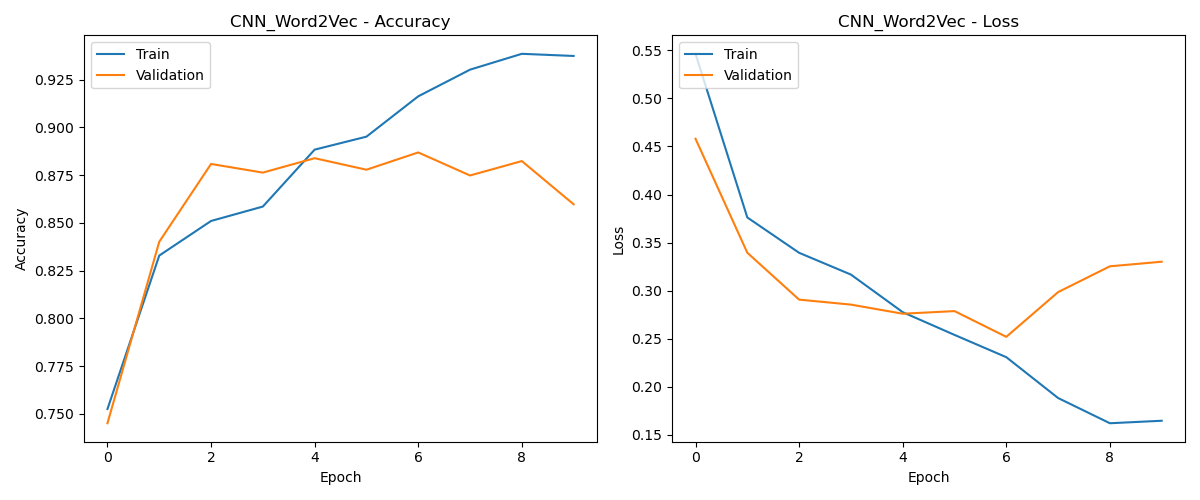 CNN_Word2Vec - Accuracy
Train
Validation
0.925
0.900
0.875
0.850
0.825
0.800
0.775
0.750
Accuracy
0 2 4 6 8
Epoch
CNN_Word2Vec - Loss
Train
Validation
0.55
0.50
0.45
0.40
0.35
0.30
0.25
0.20
0.15
Loss
0 2 4 6 8
Epoch